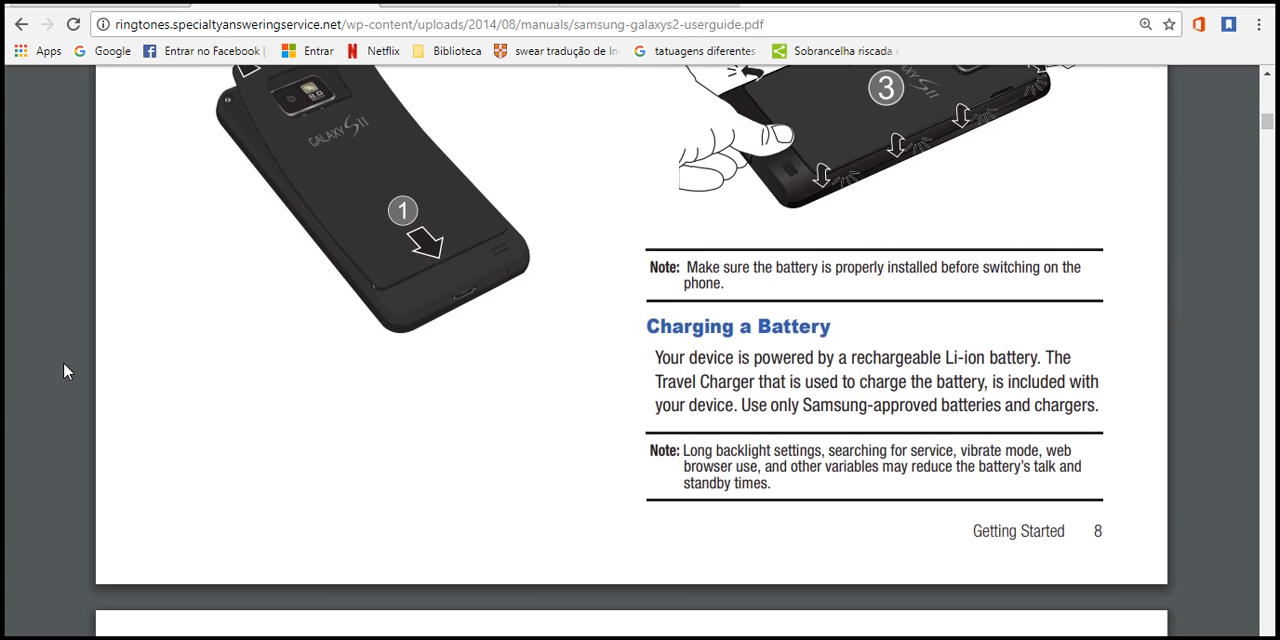 ringtones.specialtyansweringservice.net/wp-content/uploads/2014/08/manuals/samsung-galaxys2-userguide.pdf
Apps Google Entrar no Facebook | Entrar Netflix Biblioteca swear tradução de In tatuagens diferentes Sobrancelha riscada e
GALAXY S II
1
3
Note: Make sure the battery is properly installed before switching on the
phone.
Charging a Battery
Your device is powered by a rechargeable Li-ion battery. The
Travel Charger that is used to charge the battery, is included with
your device. Use only Samsung-approved batteries and chargers.
Note: Long backlight settings, searching for service, vibrate mode, web
browser use, and other variables may reduce the battery's talk and
standby times.
Getting Started 8